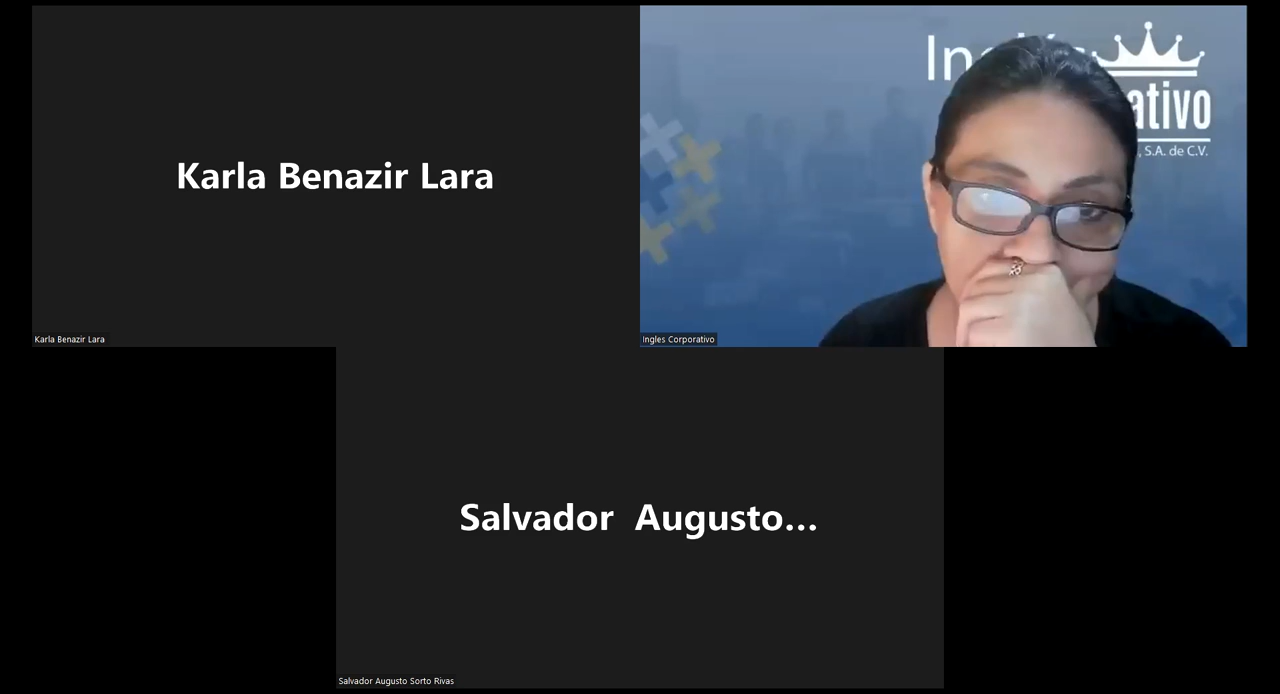 Karla Benazir Lara
Karla Benazir Lara
ativo
, S.A. de C.V.
Ingles Corporativo
Salvador Augusto...
Salvador Augusto Sorto Rivas